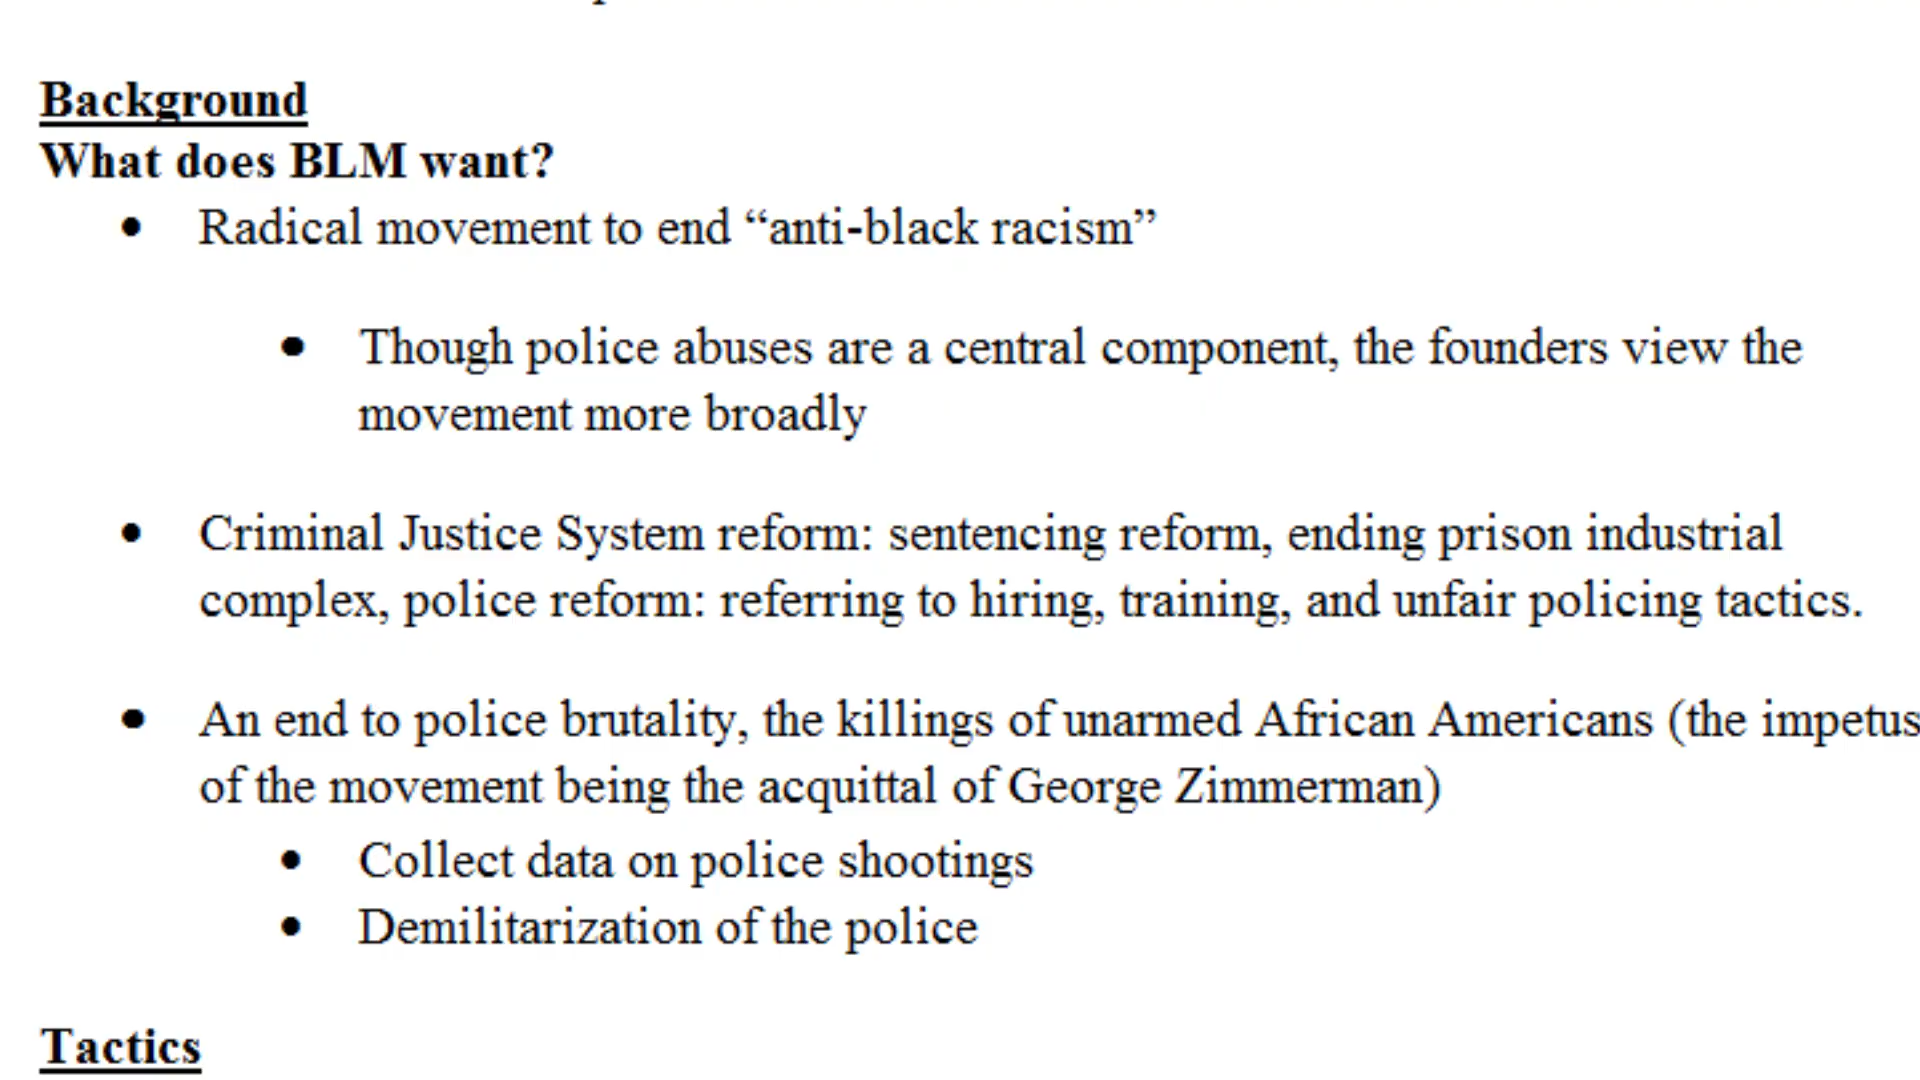 Background
What does BLM want?
• Radical movement to end “anti-black racism”
• Though police abuses are a central component, the founders view the
movement more broadly
• Criminal Justice System reform: sentencing reform, ending prison industrial
complex, police reform: referring to hiring, training, and unfair policing tactics.
• An end to police brutality, the killings of unarmed African Americans (the impetus
of the movement being the acquittal of George Zimmerman)
• Collect data on police shootings
• Demilitarization of the police
Tactics